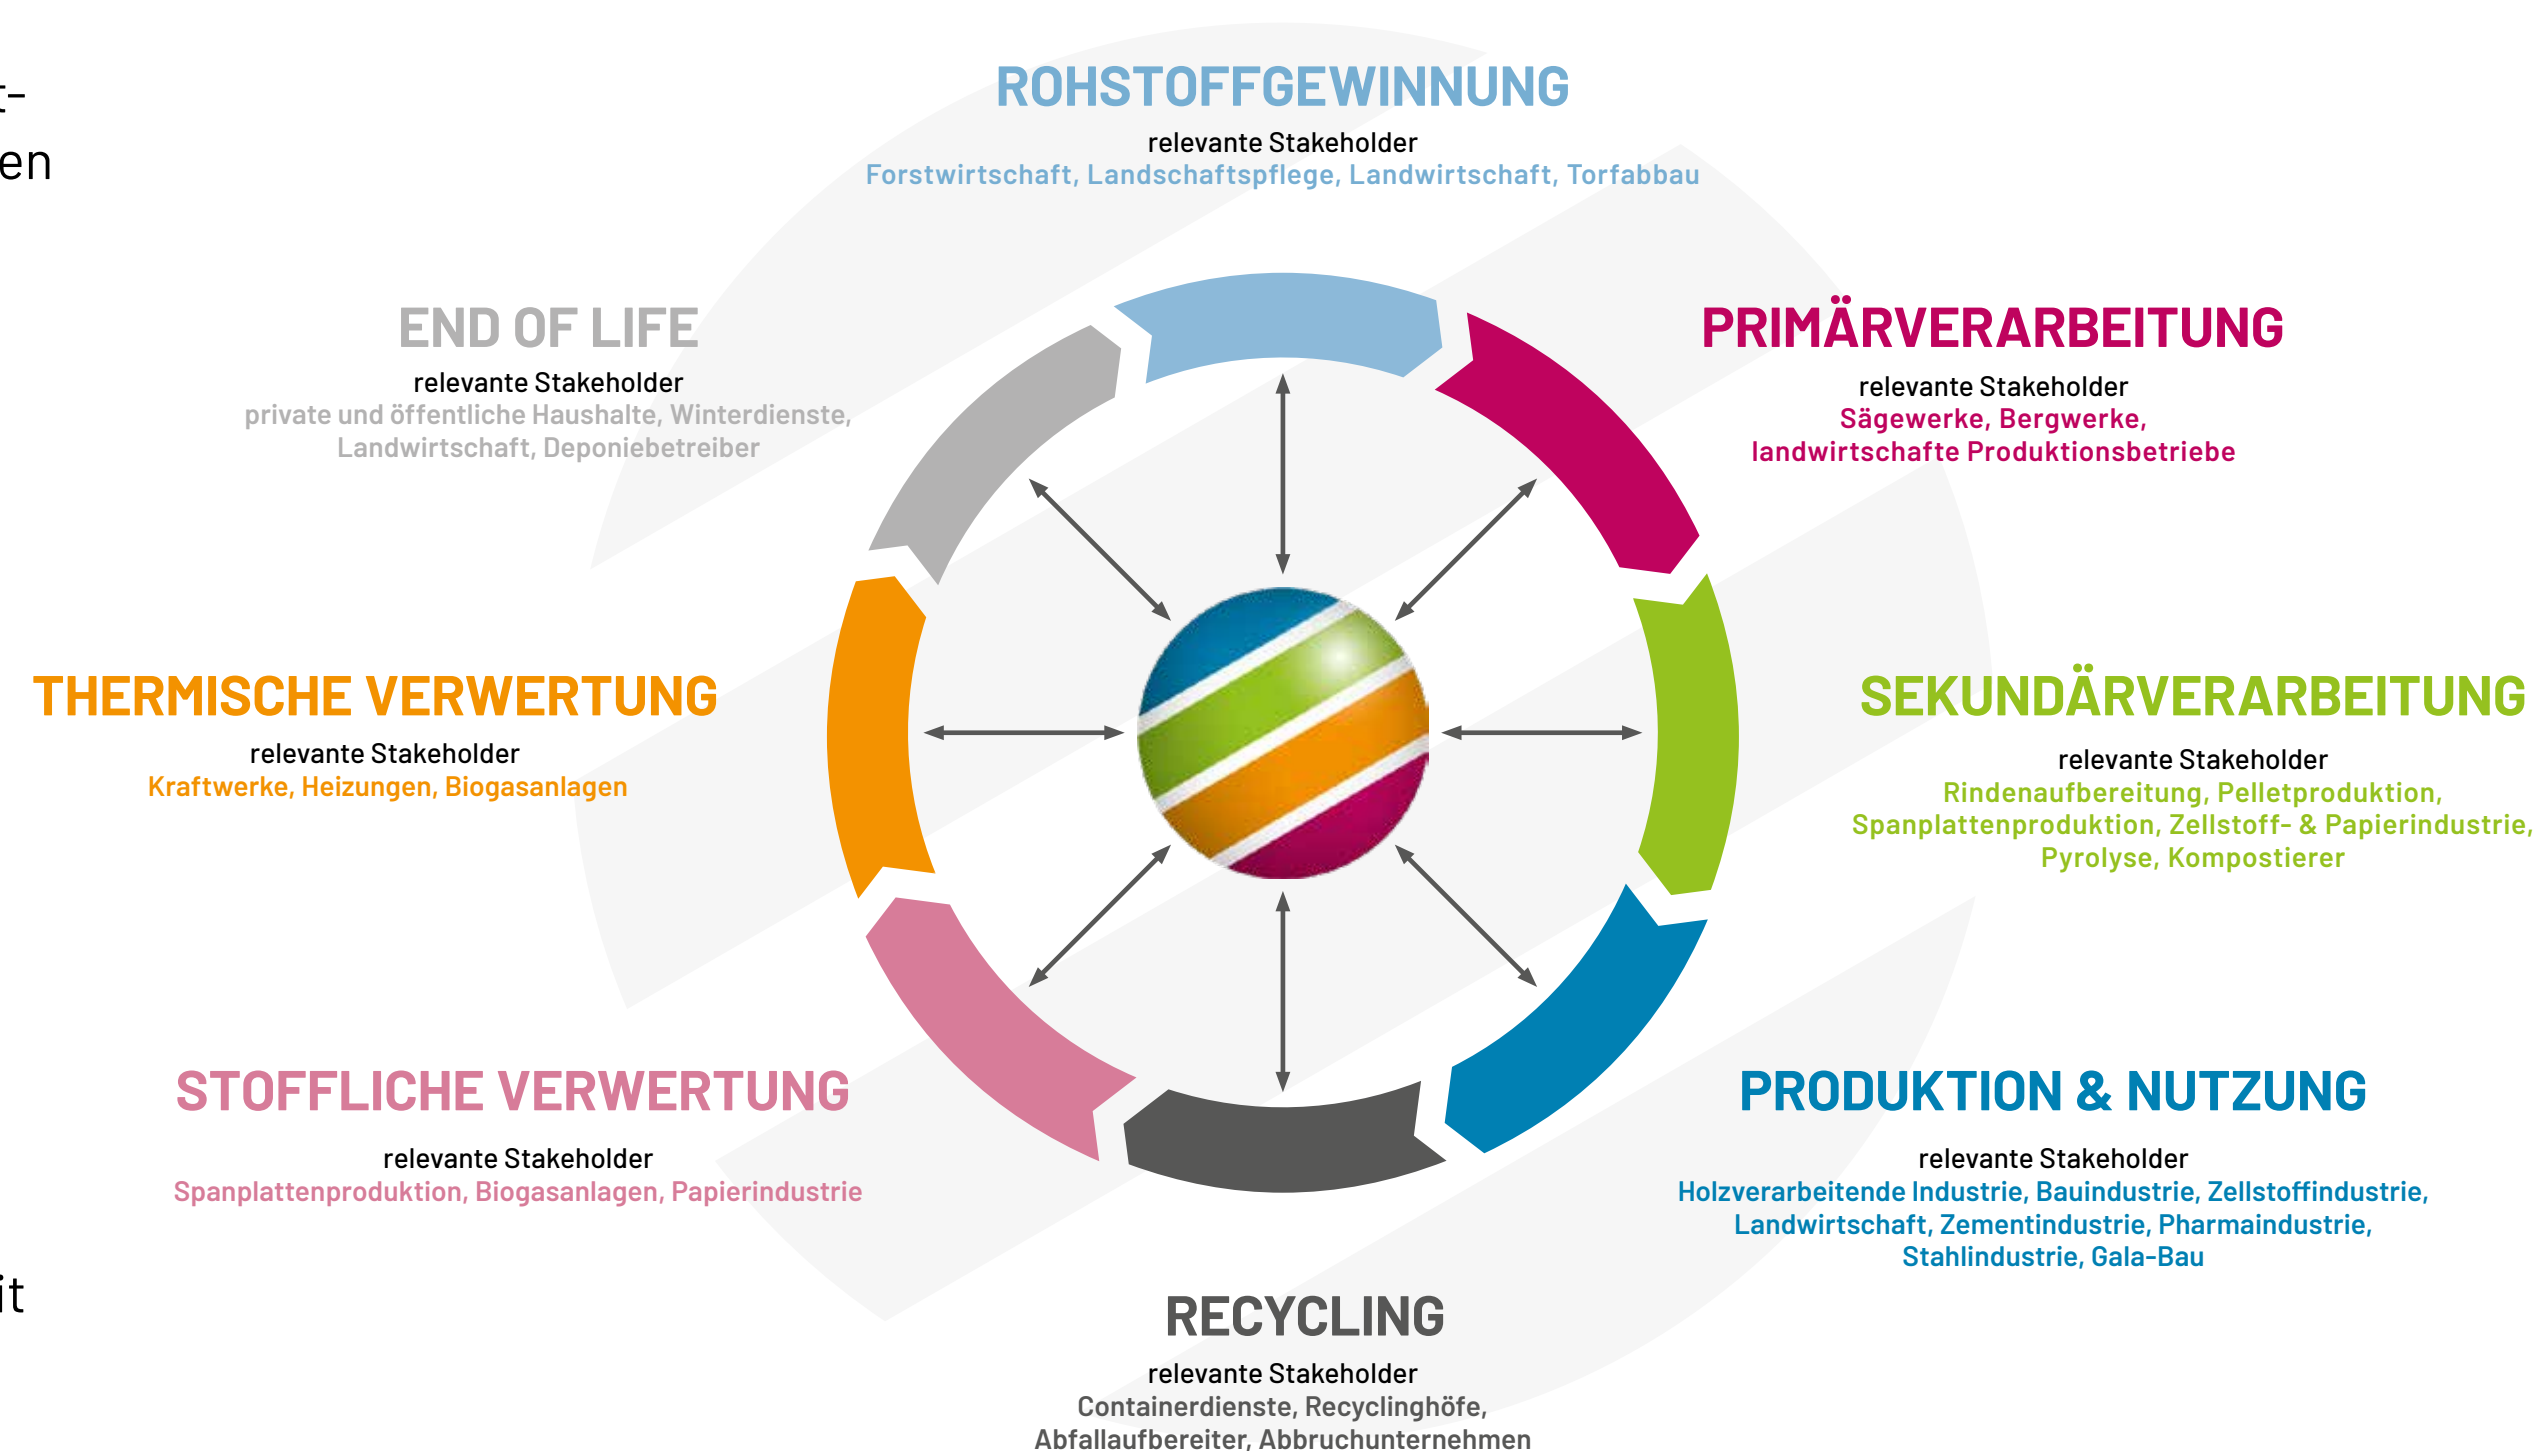 t-
en
ROHSTOFFGEWINNUNG
relevante Stakeholder
Forstwirtschaft, Landschaftspflege, Landwirtschaft, Torfabbau
END OF LIFE
relevante Stakeholder
private und öffentliche Haushalte, Winterdienste,
Landwirtschaft, Deponiebetreiber
PRIMÄRVERARBEITUNG
relevante Stakeholder
Sägewerke, Bergwerke,
landwirtschafte Produktionsbetriebe
THERMISCHE VERWERTUNG
relevante Stakeholder
Kraftwerke, Heizungen, Biogasanlagen
SEKUNDÄRVERARBEITUNG
relevante Stakeholder
Rindenaufbereitung, Pelletproduktion,
Spanplattenproduktion, Zellstoff- & Papierindustrie,
Pyrolyse, Kompostierer
STOFFLICHE VERWERTUNG
relevante Stakeholder
Spanplattenproduktion, Biogasanlagen, Papierindustrie
PRODUKTION & NUTZUNG
relevante Stakeholder
Holzverarbeitende Industrie, Bauindustrie, Zellstoffindustrie,
Landwirtschaft, Zementindustrie, Pharmaindustrie,
Stahlindustrie, Gala-Bau
it
RECYCLING
relevante Stakeholder
Containerdienste, Recyclinghöfe,
Abfallaufbereiter, Abbruchunternehmen